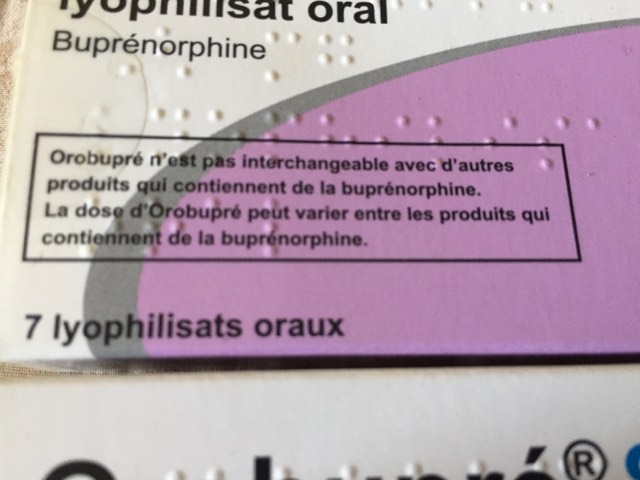 lyophilisat oral
Buprénorphine
Orobupré n'est pas interchangeable avec d'autres
produits qui contiennent de la buprénorphine.
La dose d'Orobupré peut varier entre les produits qui
contiennent de la buprénorphine.
7 lyophilisats oraux
Orobupré®